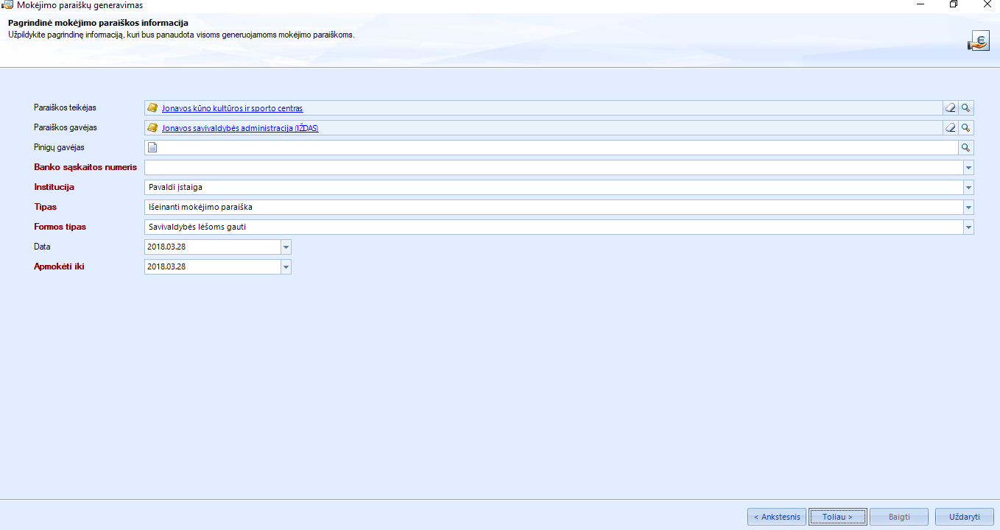 Mokėjimo paraiškų generavimas
Pagrindinė mokėjimo paraiškos informacija
Užpildykite pagrindinę informaciją, kuri bus panaudota visoms generuojamoms mokėjimo paraiškoms.
Paraiškos teikėjas Jonavos kūno kultūros ir sporto centras
Paraiškos gavėjas Jonavos savivaldybės administracija (IŽDAS)
Pinigų gavėjas
Banko sąskaitos numeris
Institucija Pavaldi įstaiga
Tipas Išeinanti mokėjimo paraiška
Formos tipas Savivaldybės lėšoms gauti
Data 2018.03.28
Apmokėti iki 2018.03.28
< Ankstesnis Toliau > Baigti Uždaryti